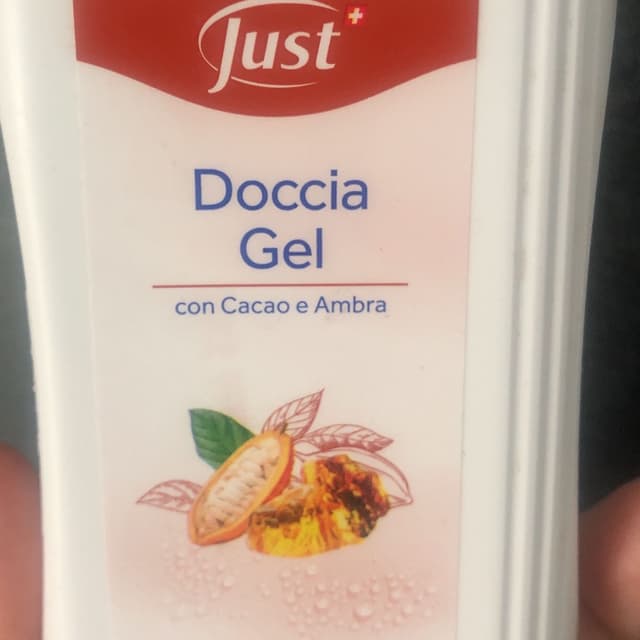 Just
Doccia
Gel
con Cacao e Ambra